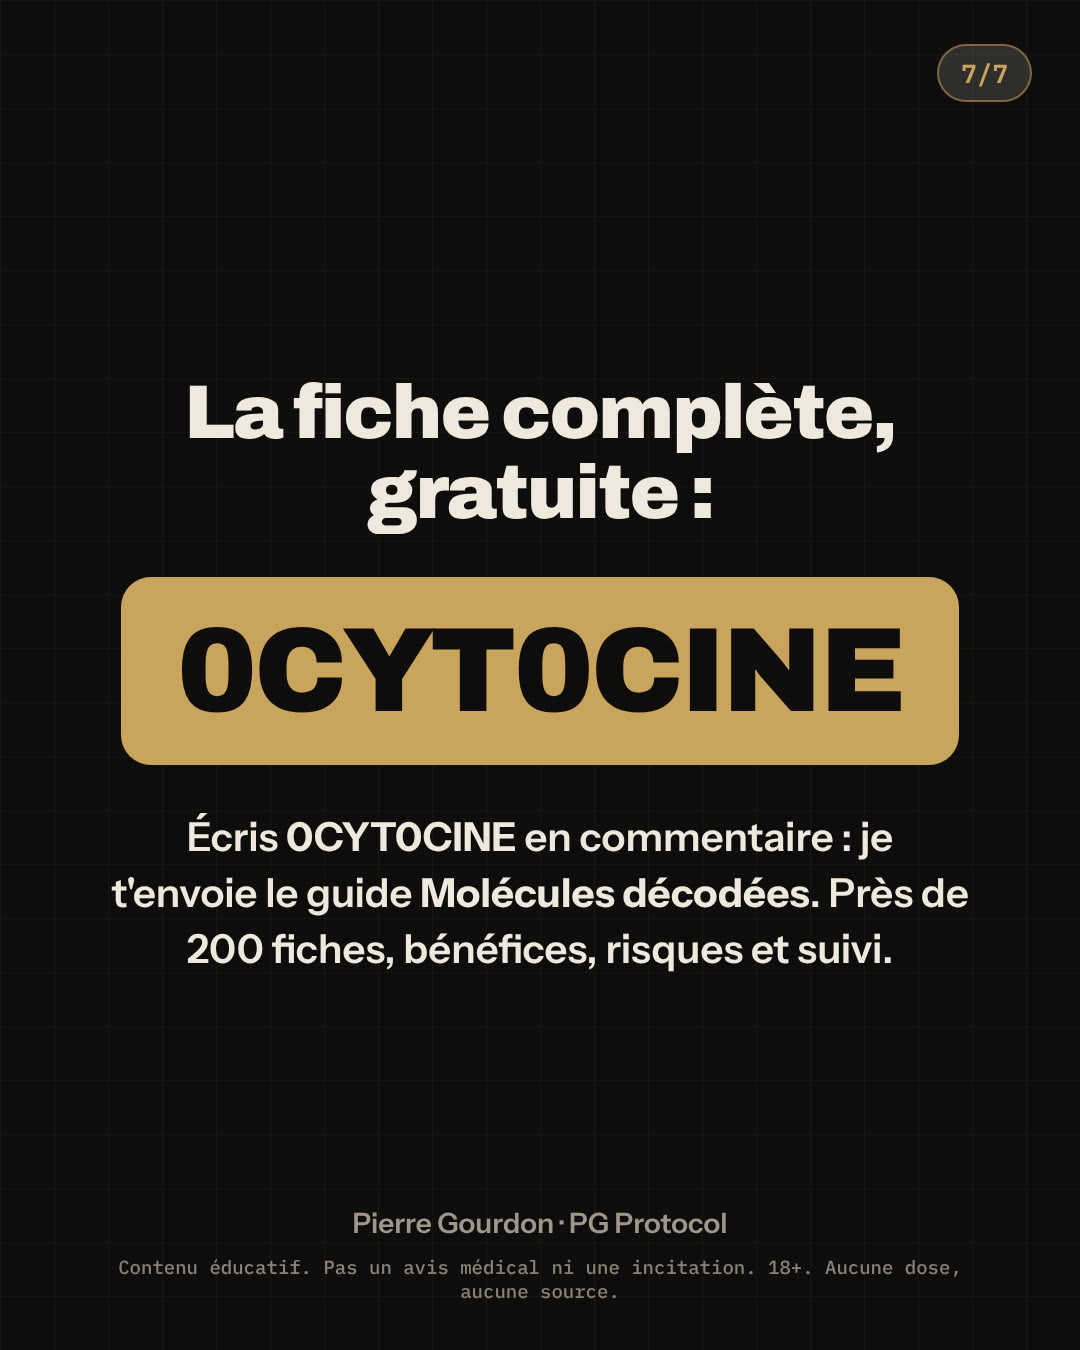 7/7
La fiche complète,
gratuite :
0CYT0CINE
Écris 0CYT0CINE en commentaire : je
t'envoie le guide Molécules décodées. Près de
200 fiches, bénéfices, risques et suivi.
Pierre Gourdon · PG Protocol
Contenu éducatif. Pas un avis médical ni une incitation. 18+. Aucune dose,
aucune source.